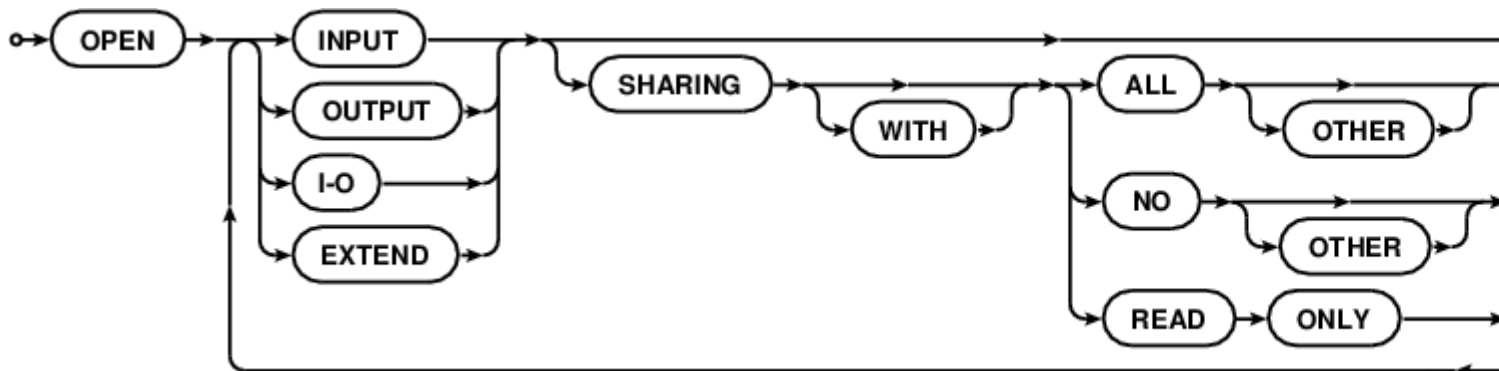 OPEN INPUT
SHARING ALL
OUTPUT WITH OTHER
I-O NO
EXTEND OTHER
READ ONLY